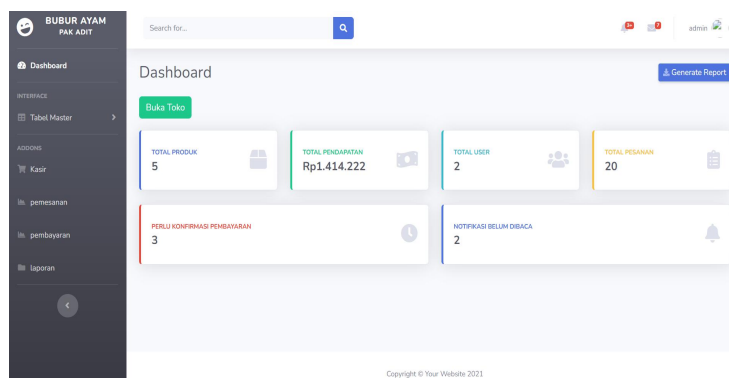 BUBUR AYAM
PAK ADIT
Search for...
3+
7
admin
Dashboard
INTERFACE
Tabel Master
ADDONS
Kasir
pemesanan
pembayaran
laporan
Dashboard
Generate Report
Buka Toko
TOTAL PRODUK
5
TOTAL PENDAPATAN
Rp1.414.222
TOTAL USER
2
TOTAL PESANAN
20
PERLU KONFIRMASI PEMBAYARAN
3
NOTIFIKASI BELUM DIBACA
2
Copyright © Your Website 2021